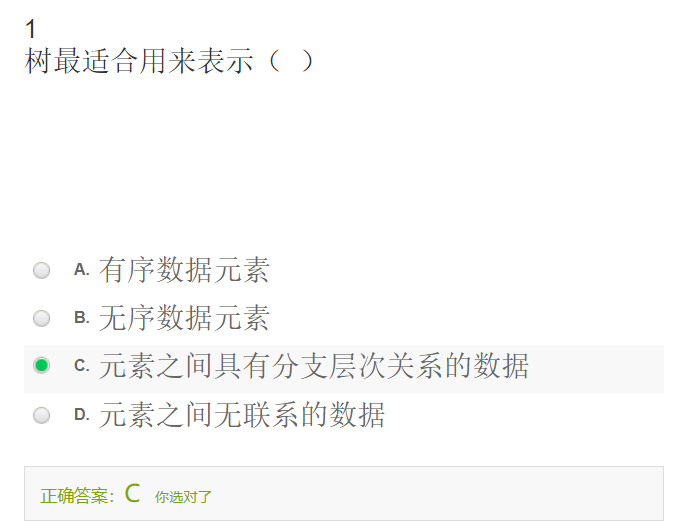 1
树最适合用来表示（ ）
A. 有序数据元素
B. 无序数据元素
C. 元素之间具有分支层次关系的数据
D. 元素之间无联系的数据
正确答案：C 你选对了